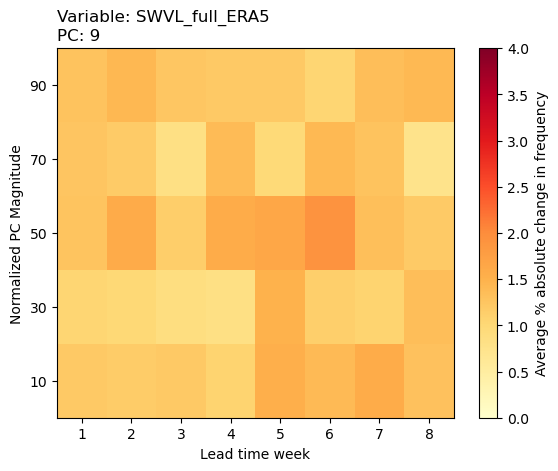 Variable: SWVL_full_ERA5
PC: 9
Normalized PC Magnitude
90
70
50
30
10
1 2 3 4 5 6 7 8
Lead time week
4.0
3.5
3.0
2.5
2.0
1.5
1.0
0.5
0.0
Average % absolute change in frequency